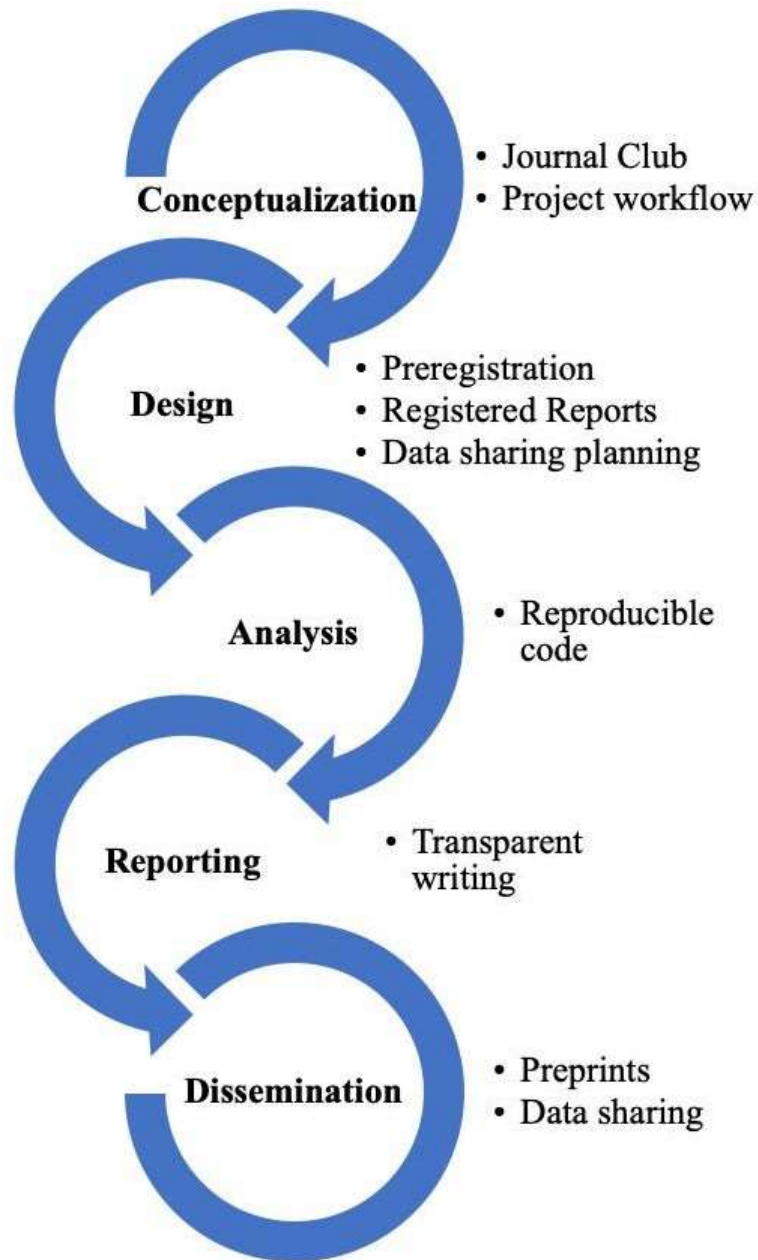 • Journal Club
• Project workflow
Conceptualization
• Preregistration
• Registered Reports
• Data sharing planning
Design
• Reproducible
code
Analysis
• Transparent
writing
Reporting
• Preprints
• Data sharing
Dissemination